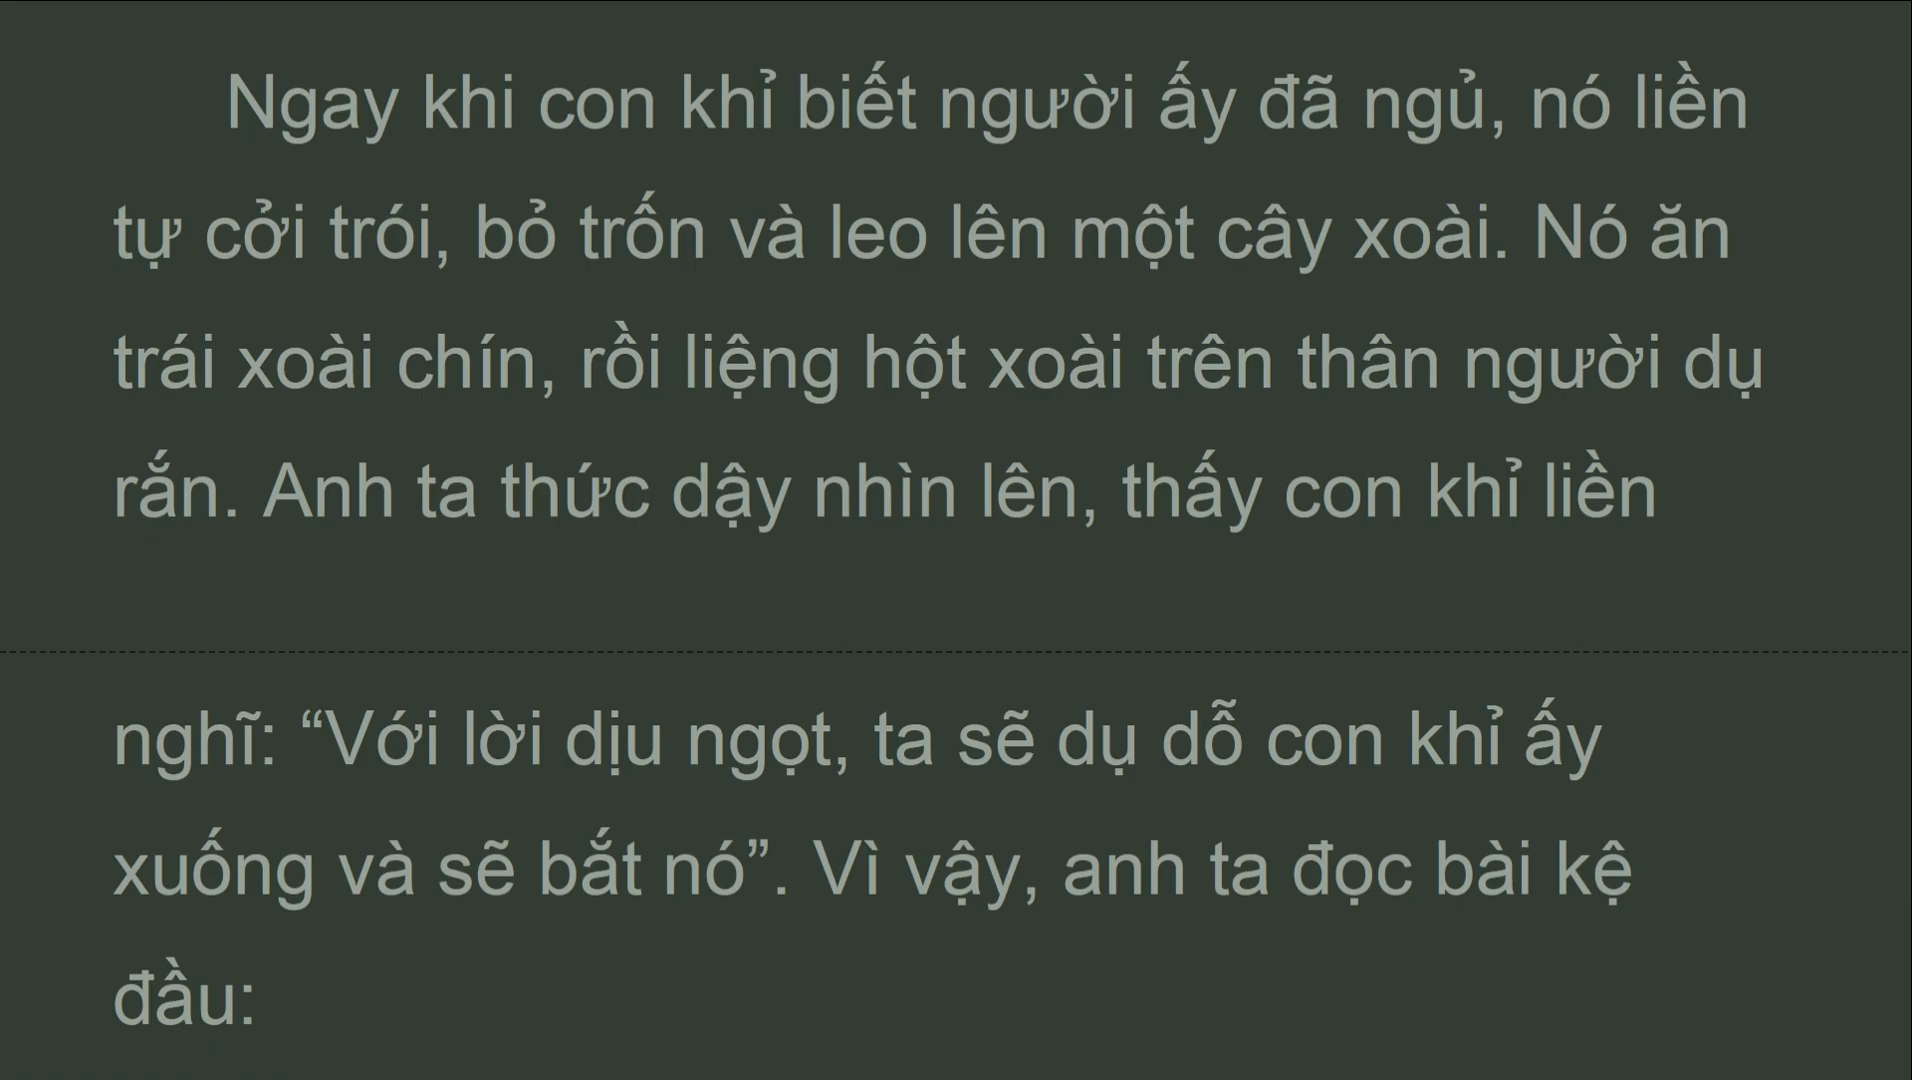 Ngay khi con khỉ biết người ấy đã ngủ, nó liền
tự cởi trói, bỏ trốn và leo lên một cây xoài. Nó ăn
trái xoài chín, rồi liệng hột xoài trên thân người dụ
rắn. Anh ta thức dậy nhìn lên, thấy con khỉ liền
nghĩ: “Với lời dịu ngọt, ta sẽ dụ dỗ con khỉ ấy
xuống và sẽ bắt nó”. Vì vậy, anh ta đọc bài kệ
đầu: